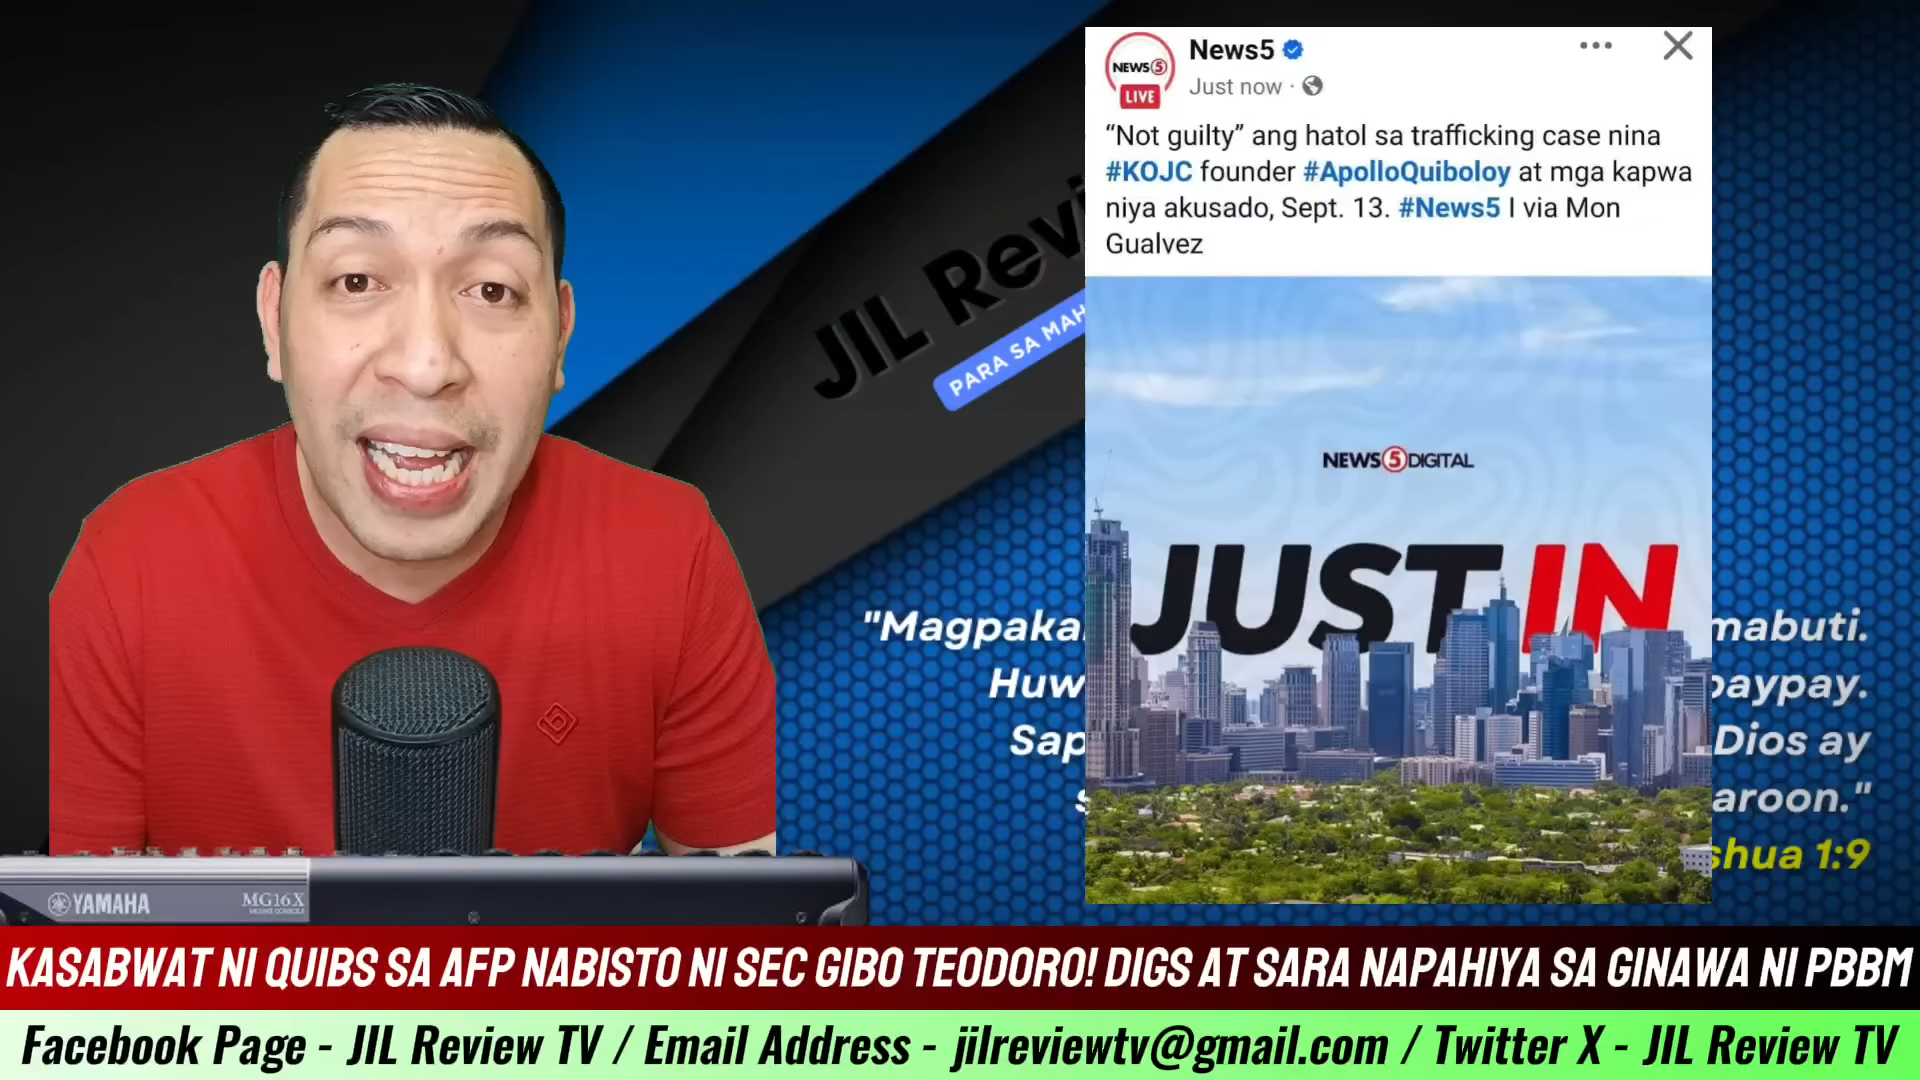 NEWS5
LIVE
News5
Just now ·
“Not guilty” ang hatol sa trafficking case nina
#KOJC founder #ApolloQuiboloy at mga kapwa
niya akusado, Sept. 13. #News5 I via Mon
Gualvez
NEWS5DIGITAL
JUST IN
JIL Revi
PARA SA MAH
"Magpaka mabuti.
Huw paypay.
Sap Dios ay
aroon."
shua 1:9
YAMAHA
MG16X
KASABWAT NI QUIBS SA AFP NABISTO NI SEC GIBO TEODORO! DIGS AT SARA NAPAHIYA SA GINAWA NI PBBM
Facebook Page - JIL Review TV / Email Address - jilreviewtv@gmail.com / Twitter X - JIL Review TV